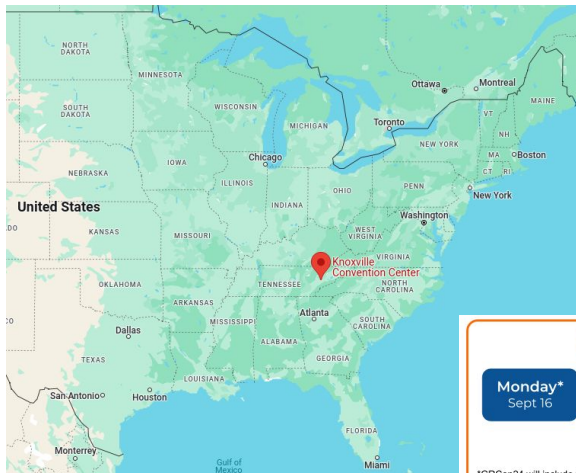 NORTH
DAKOTA
MINNESOTA
Ottawa
Montreal
MAINE
SOUTH
DAKOTA
WISCONSIN
MICHIGAN
Toronto
VT
NH
NEW YORK
MA
Boston
CT
RI
NEBRASKA
IOWA
Chicago
ILLINOIS
INDIANA
OHIO
PENN
New York
United States
KANSAS
MISSOURI
WEST
VIRGINIA
Washington
VIRGINIA
Knoxville
Convention Center
OKLAHOMA
ARKANSAS
TENNESSEE
NORTH
CAROLINA
MISSISSIPPI
Atlanta
SOUTH
CAROLINA
Dallas
ALABAMA
GEORGIA
TEXAS
LOUISIANA
San Antonio
Houston
FLORIDA
Monterrey
Gulf of
Mexico
Miami
Monday*
Sept 16